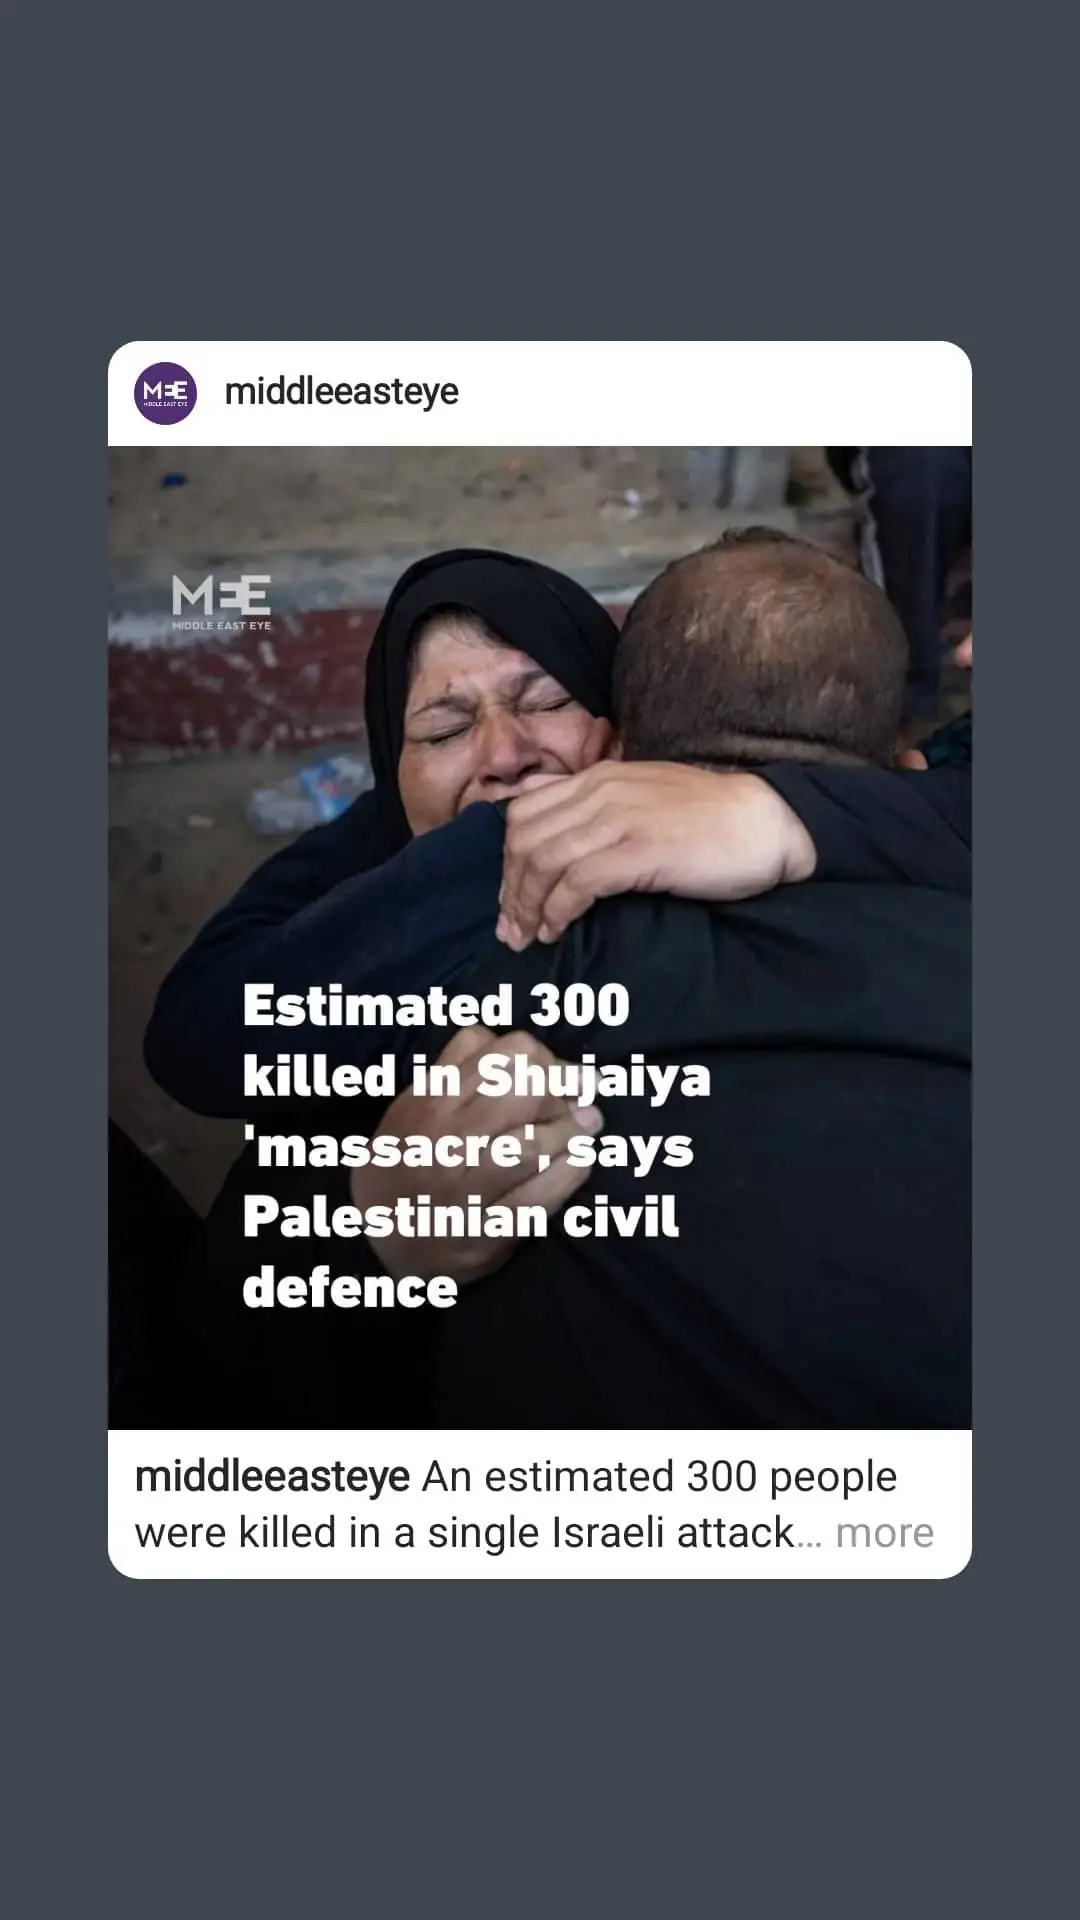 MEE
MIDDLE EAST EYE
middleeasteye
MEE
MIDDLE EAST EYE
Estimated 300
killed in Shujaiya
'massacre', says
Palestinian civil
defence
middleeasteye An estimated 300 people
were killed in a single Israeli attack... more